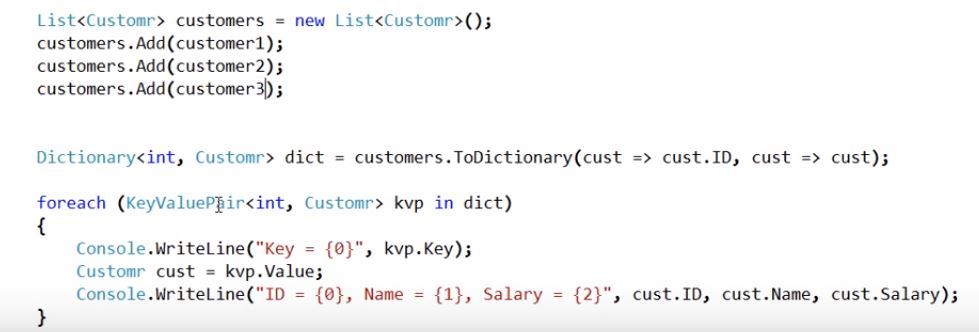 List<Customr> customers = new List<Customr>();
customers.Add(customer1);
customers.Add(customer2);
customers.Add(customer3);
Dictionary<int, Customr> dict = customers.ToDictionary(cust => cust.ID, cust => cust);
foreach (KeyValuePair<int, Customr> kvp in dict)
{
    Console.WriteLine("Key = {0}", kvp.Key);
    Customr cust = kvp.Value;
    Console.WriteLine("ID = {0}, Name = {1}, Salary = {2}", cust.ID, cust.Name, cust.Salary);
}